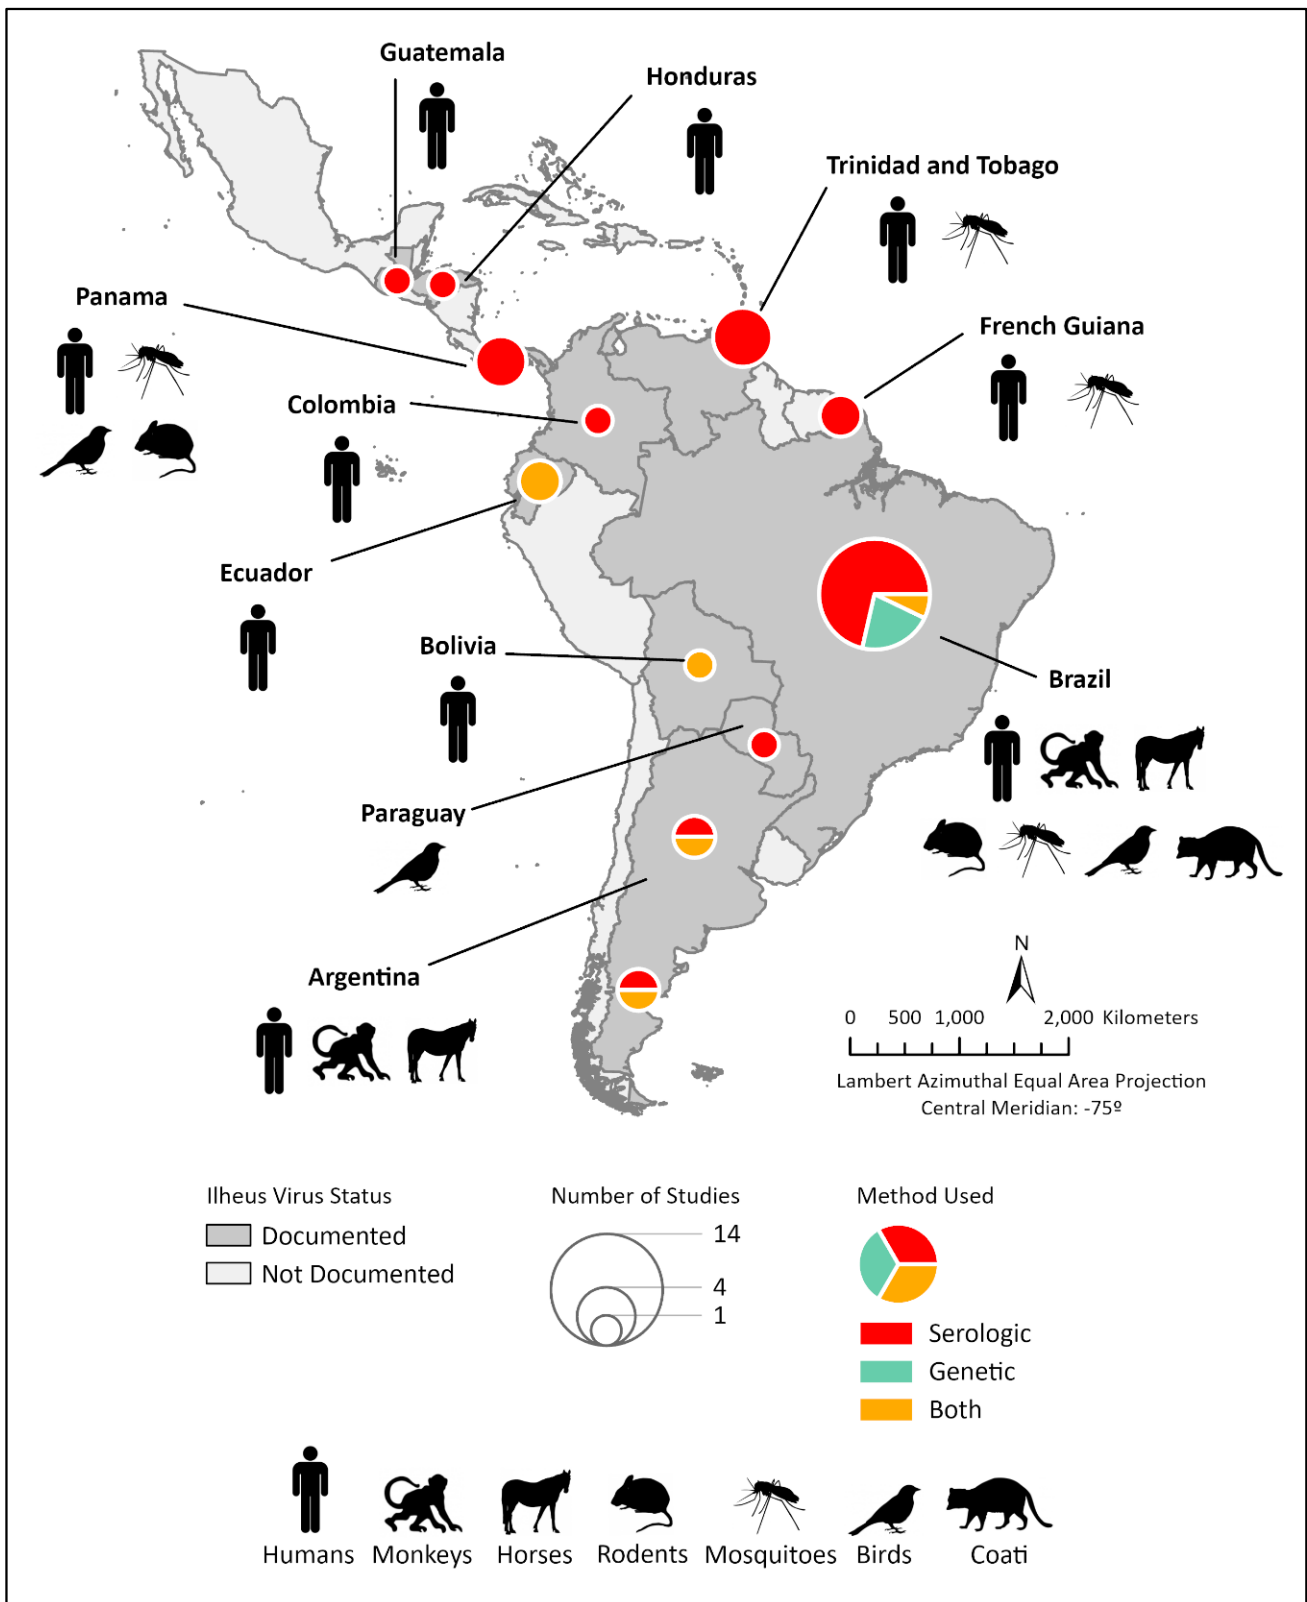 Guatemala
Honduras
Trinidad and Tobago
Panama
French Guiana
Colombia
Ecuador
Bolivia
Brazil
Paraguay
Argentina
N
0 500 1,000 2,000 Kilometers
Lambert Azimuthal Equal Area Projection
Central Meridian: -75º
Ilheus Virus Status
Documented
Not Documented
Number of Studies
14
4
1
Method Used
Serologic
Genetic
Both
Humans Monkeys Horses Rodents Mosquitoes Birds Coati